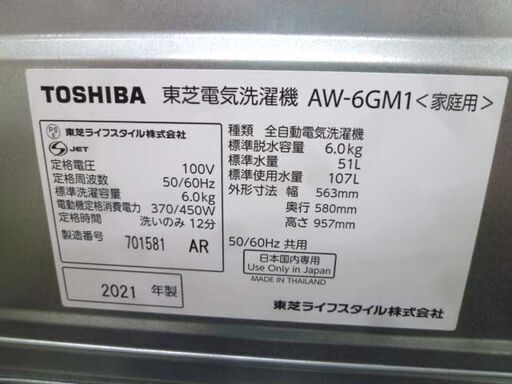 TOSHIBA 東芝電気洗濯機 AW-6GM1<家庭用>
PSE 東芝ライフスタイル株式会社
JET
定格電圧 100V
定格周波数 50/60Hz
標準洗濯容量 6.0kg
電動機定格消費電力 370/450W
定格時間 洗いのみ 12分
製造番号 701581 AR
2021 年製
種類 全自動電気洗濯機
標準脱水容量 6.0kg
標準水量 51L
標準使用水量 107L
外形寸法 幅 563mm
奥行 580mm
高さ 957mm
50/60Hz 共用
日本国内専用
Use Only in Japan
MADE IN THAILAND
東芝ライフスタイル株式会社